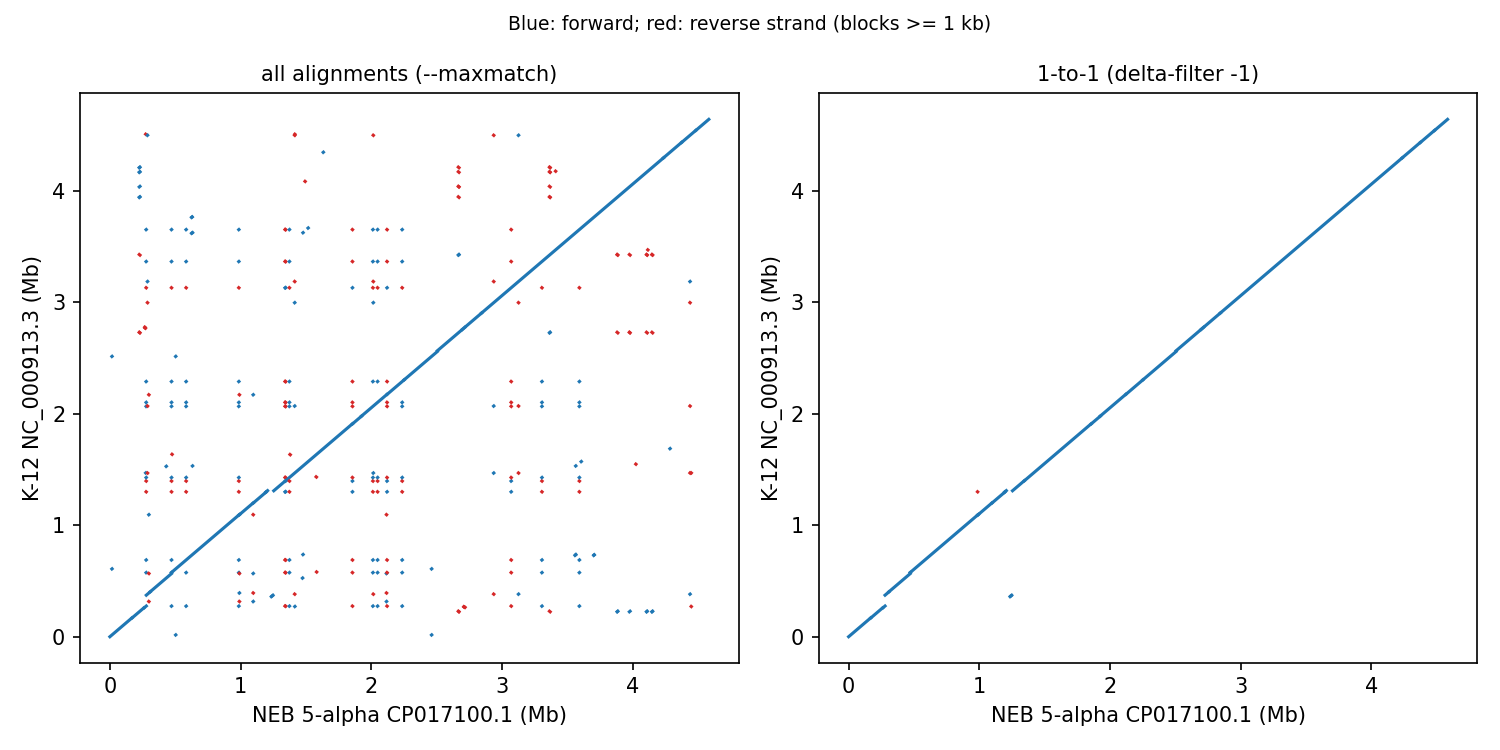 Blue: forward; red: reverse strand (blocks >= 1 kb)
all alignments (--maxmatch)
K-12 NC_000913.3 (Mb)
4
3
2
1
0
0 1 2 3 4
NEB 5-alpha CP017100.1 (Mb)
1-to-1 (delta-filter -1)
K-12 NC_000913.3 (Mb)
4
3
2
1
0
0 1 2 3 4
NEB 5-alpha CP017100.1 (Mb)